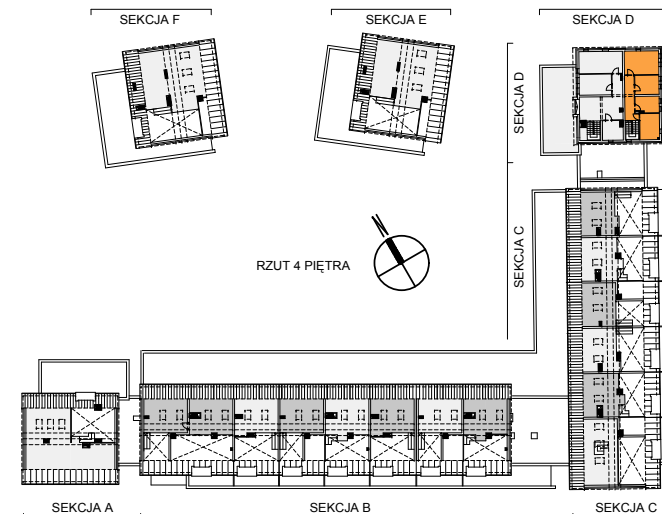 SEKCJA F
SEKCJA E
SEKCJA D
SEKCJA D
SEKCJA C
RZUT 4 PIĘTRA
N
SEKCJA A
SEKCJA B
SEKCJA C